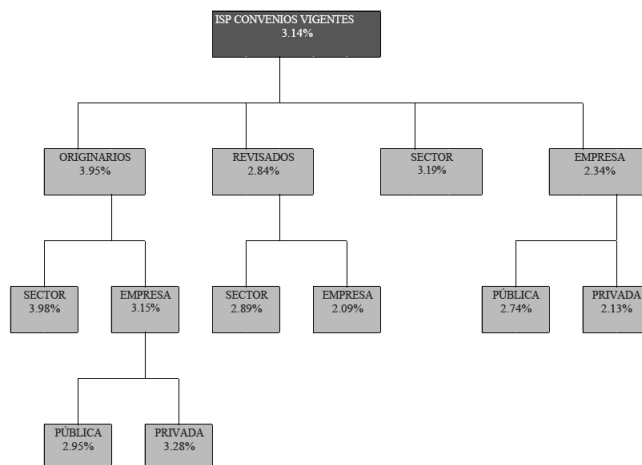 ISP CONVENIOS VIGENTES
3.14%
ORIGINARIOS
3.95%
REVISADOS
2.84%
SECTOR
3.19%
EMPRESA
2.34%
SECTOR
3.98%
EMPRESA
3.15%
SECTOR
2.89%
EMPRESA
2.09%
PÚBLICA
2.74%
PRIVADA
2.13%
PÚBLICA
2.95%
PRIVADA
3.28%